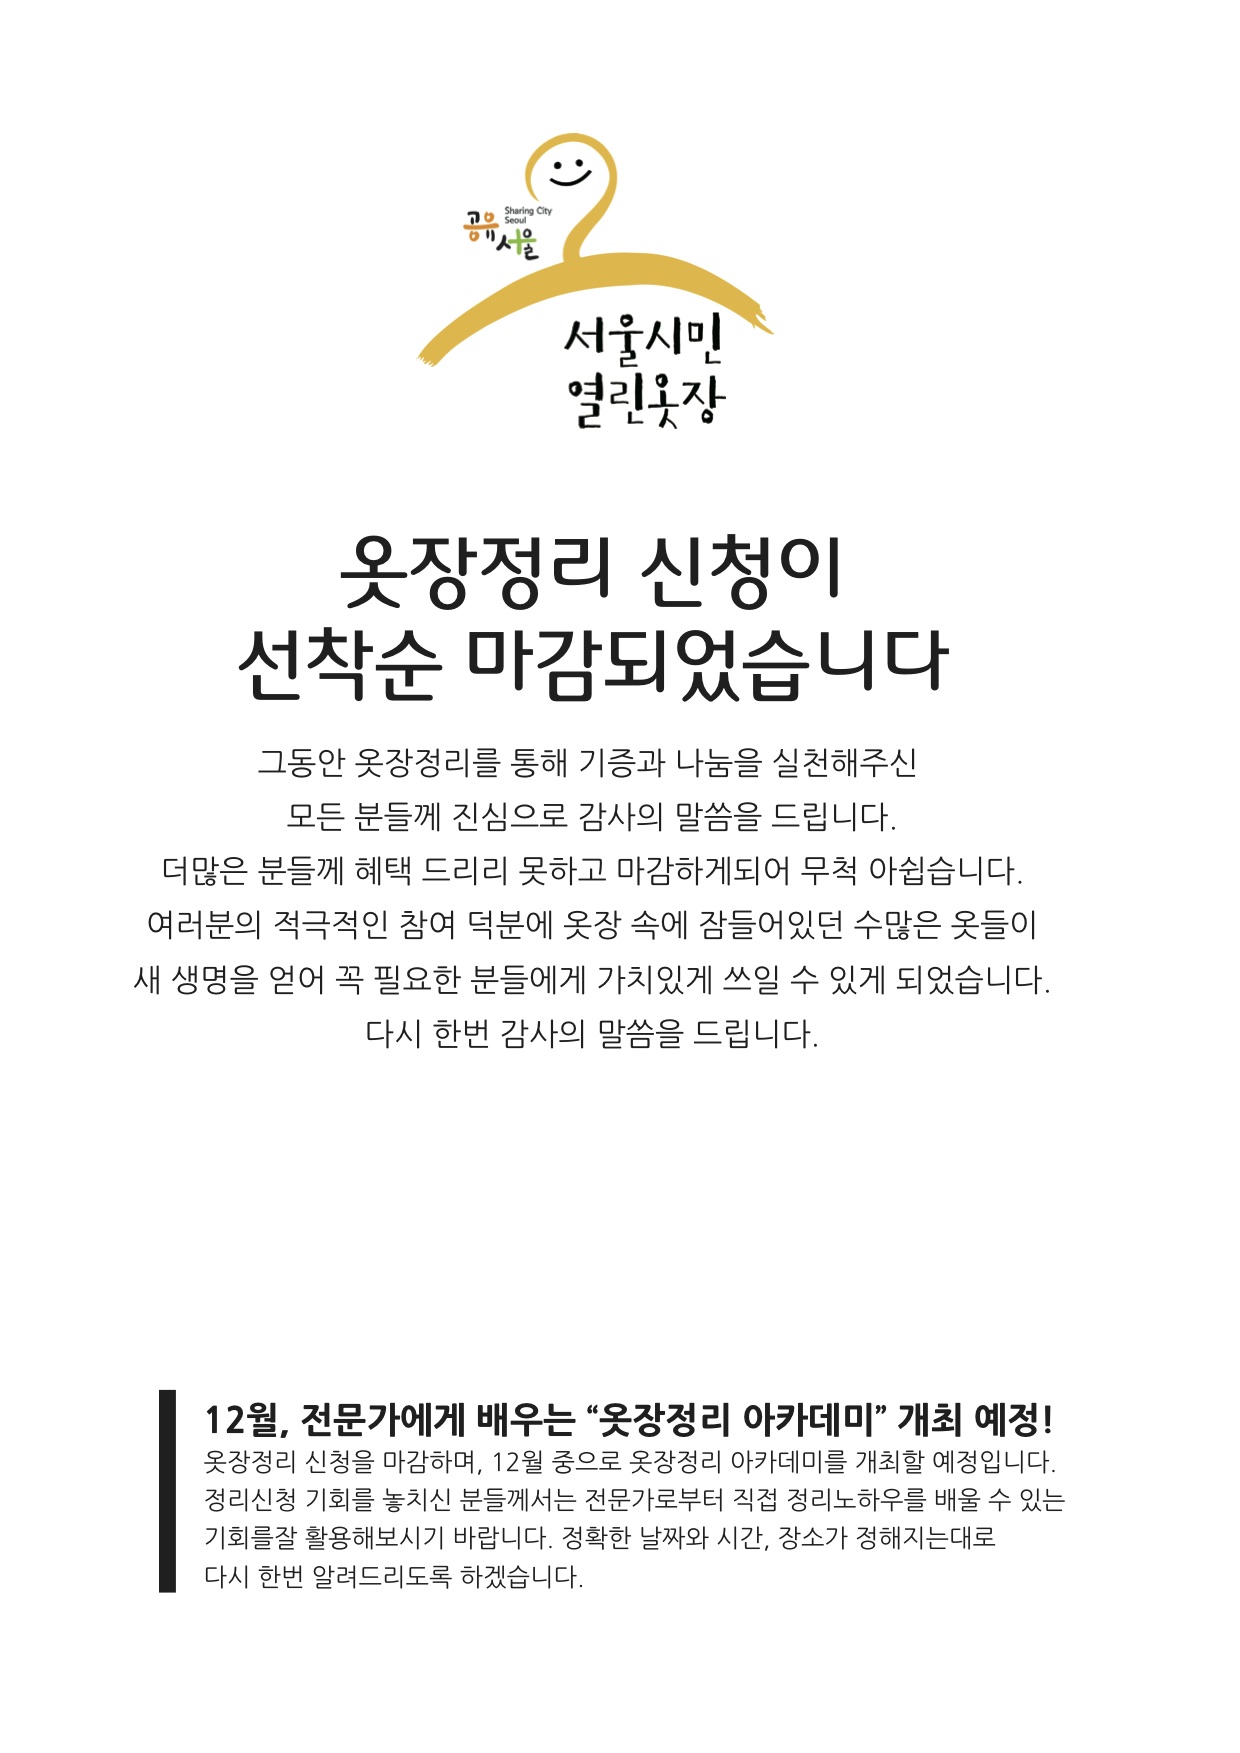 공유서울
Sharing City
Seoul
서울시민
열린옷장
옷장정리 신청이
선착순 마감되었습니다
그동안 옷장정리를 통해 기증과 나눔을 실천해주신
모든 분들께 진심으로 감사의 말씀을 드립니다.
더많은 분들께 혜택 드리리 못하고 마감하게되어 무척 아쉽습니다.
여러분의 적극적인 참여 덕분에 옷장 속에 잠들어있던 수많은 옷들이
새 생명을 얻어 꼭 필요한 분들에게 가치있게 쓰일 수 있게 되었습니다.
다시 한번 감사의 말씀을 드립니다.
12월, 전문가에게 배우는 “옷장정리 아카데미” 개최 예정!
옷장정리 신청을 마감하며, 12월 중으로 옷장정리 아카데미를 개최할 예정입니다.
정리신청 기회를 놓치신 분들께서는 전문가로부터 직접 정리노하우를 배울 수 있는
기회를잘 활용해보시기 바랍니다. 정확한 날짜와 시간, 장소가 정해지는대로
다시 한번 알려드리도록 하겠습니다.